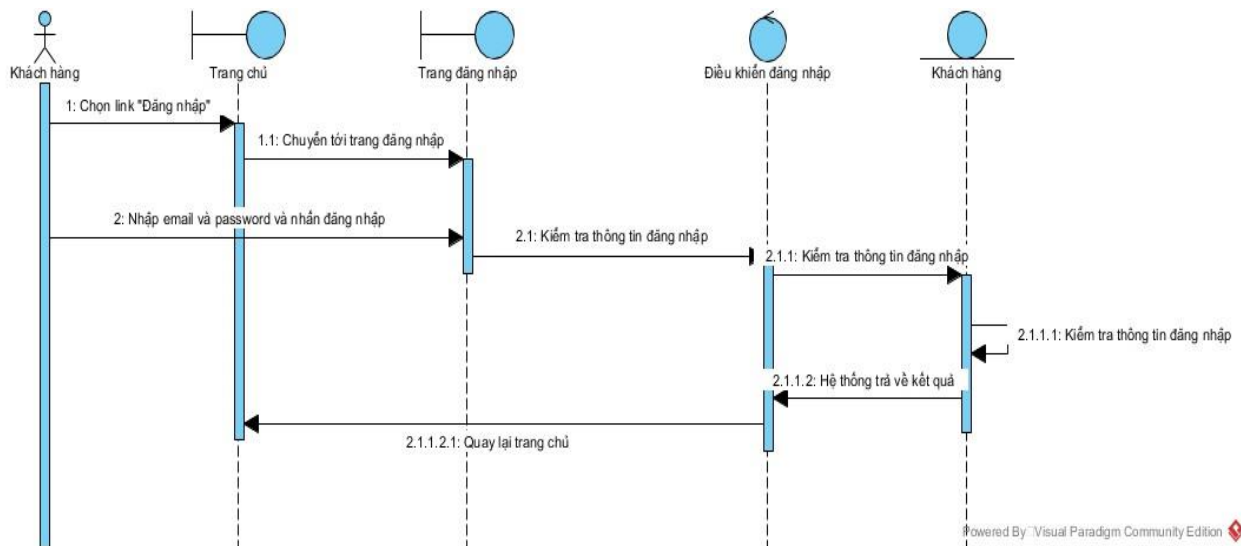 Khách hàng
Trang chủ
Trang đăng nhập
Điều khiển đăng nhập
Khách hàng
1: Chọn link "Đăng nhập"
1.1: Chuyển tới trang đăng nhập
2: Nhập email và password và nhấn đăng nhập
2.1: Kiểm tra thông tin đăng nhập
2.1.1: Kiểm tra thông tin đăng nhập
2.1.1.1: Kiểm tra thông tin đăng nhập
2.1.1.2: Hệ thống trả về kết quả
2.1.1.2.1: Quay lại trang chủ
Powered By Visual Paradigm Community Edition